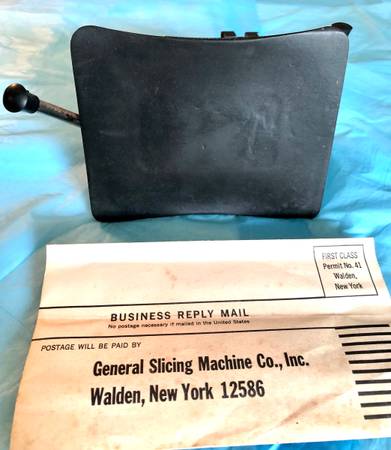 FIRST CLASS
Permit No. 41
Walden,
New York
BUSINESS REPLY MAIL
No postage necessary if mailed in the United States
POSTAGE WILL BE PAID BY
General Slicing Machine Co., Inc.
Walden, New York 12586